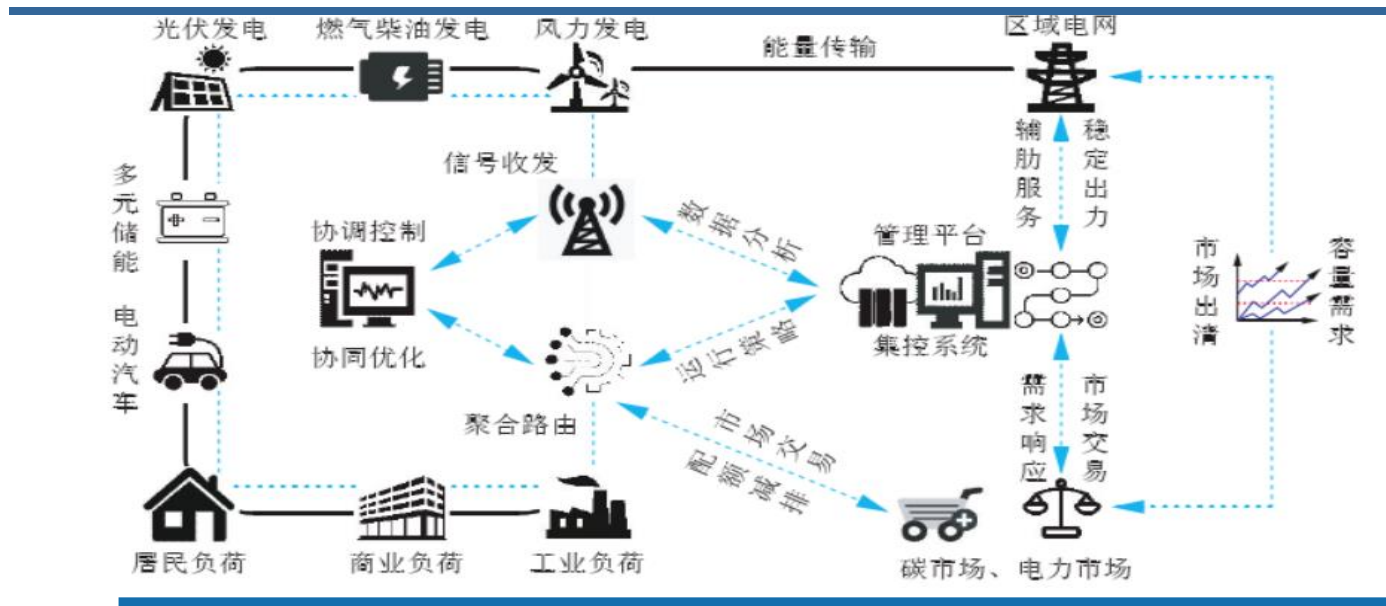 光伏发电
燃气柴油发电
风力发电
能量传输
区域电网
信号收发
辅肋服务
稳定出力
多元储能
协调控制
数据分析
管理平台
市场出清
容量需求
电动汽车
协同优化
运行策略
集控系统
聚合路由
市场交易
配额减排
需求响应
市场交易
居民负荷
商业负荷
工业负荷
碳市场、电力市场